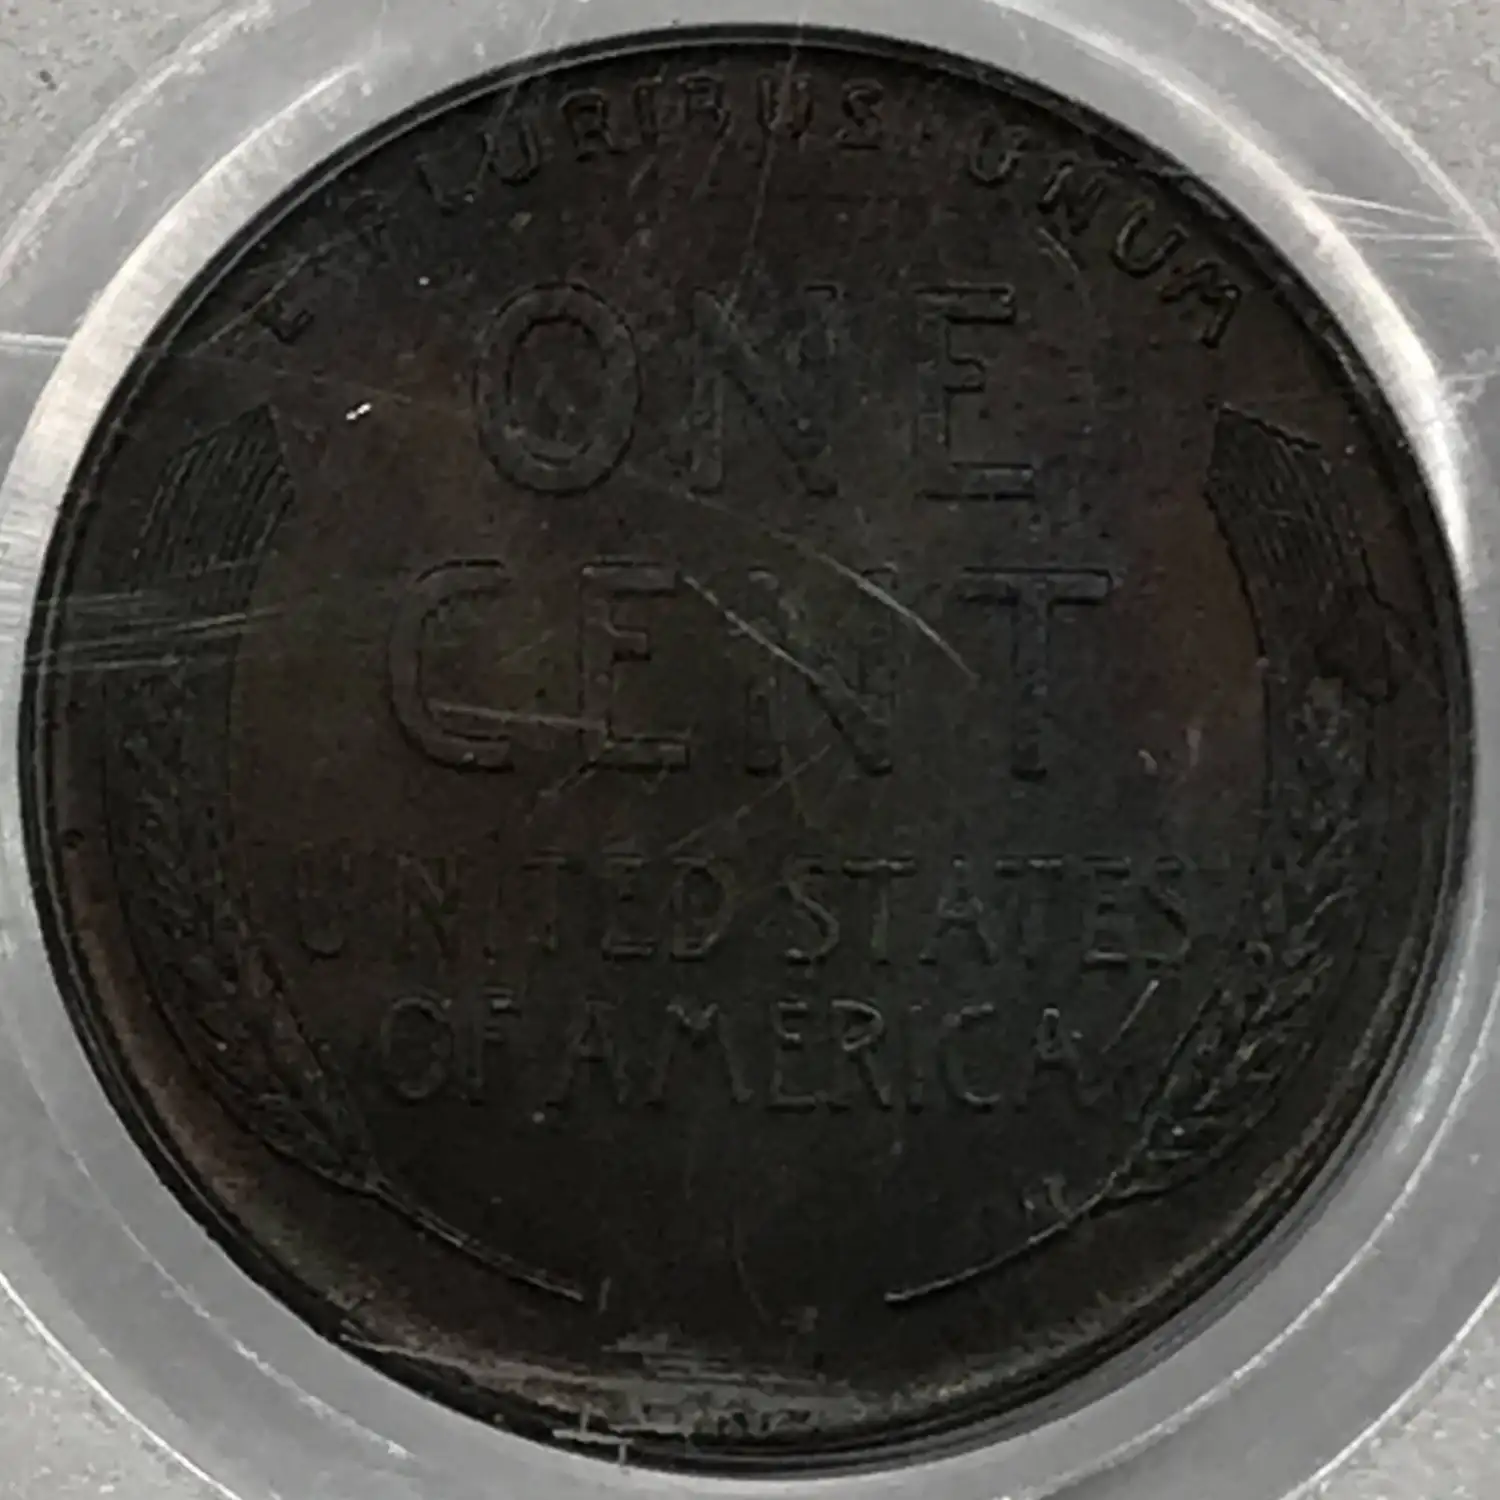 E PLURIBUS · UNUM
ONE
CENT
UNITED STATES
OF AMERICA